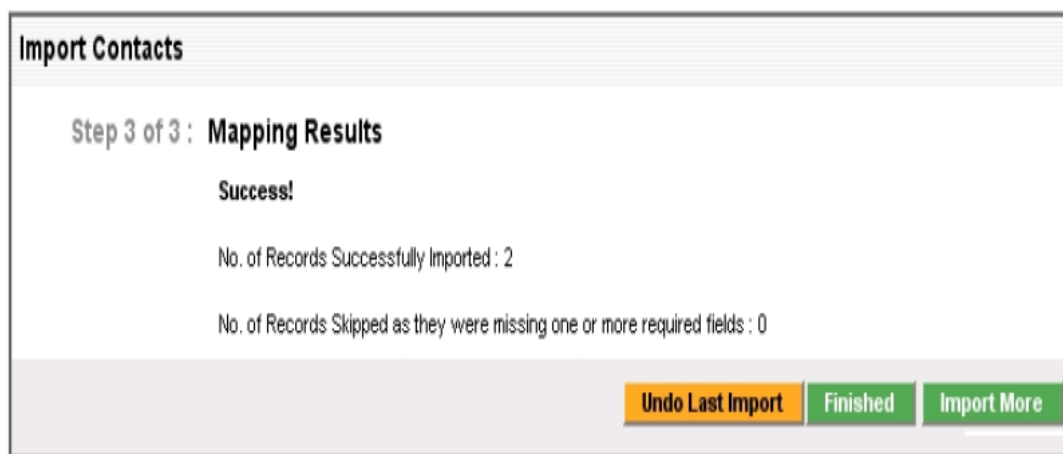 Import Contacts
Step 3 of 3 : Mapping Results
Success!
No. of Records Successfully Imported : 2
No. of Records Skipped as they were missing one or more required fields : 0
Undo Last Import Finished Import More